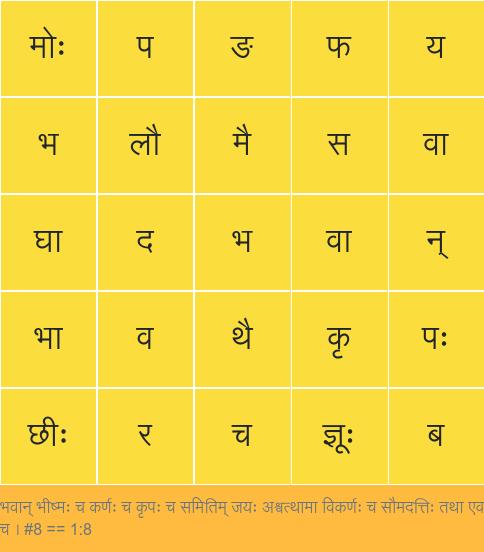 मोः प ङ फ य
भ लौ मै स वा
घा द भ वा न्
भा व थै कृ पः
छीः र च ज्ञूः ब
भवान् भीष्मः च कर्णः च कृपः च समितिम् जयः अश्वत्थामा विकर्णः च सौमदत्तिः तथा एव
च । #8 == 1:8